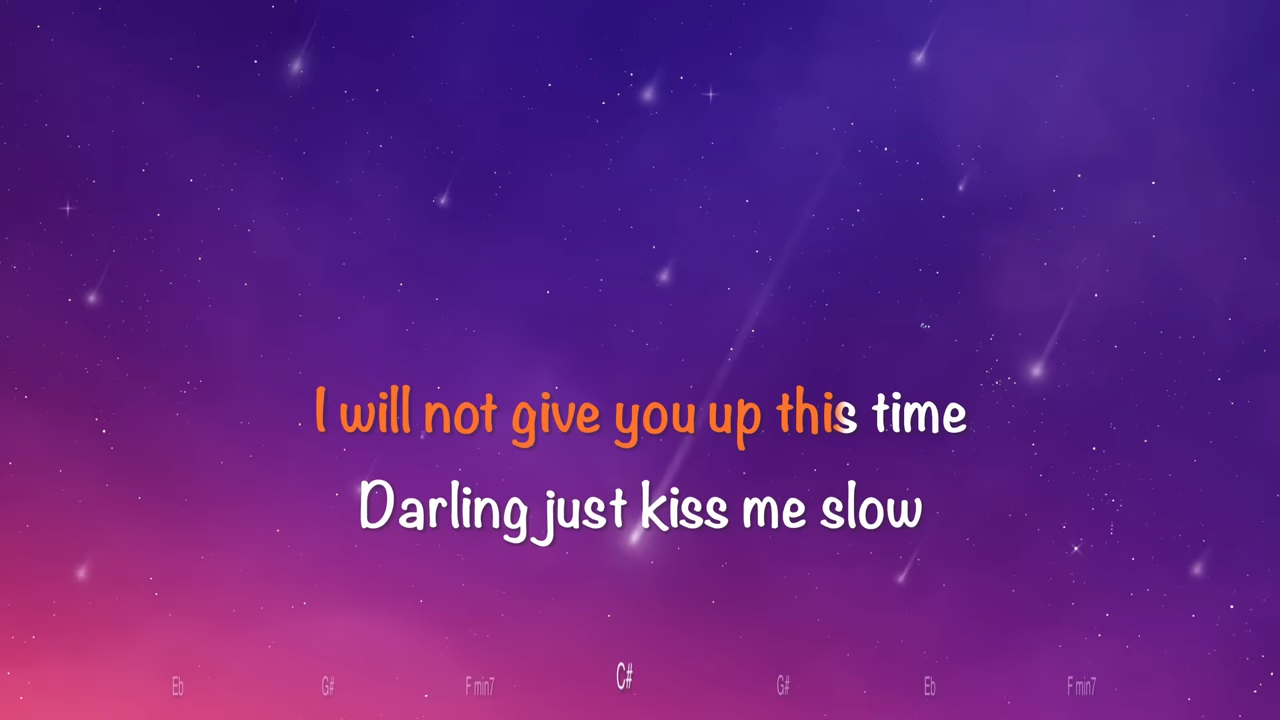 I will not give you up this time
Darling just kiss me slow
Eb G# F min7 C# G# Eb F min7